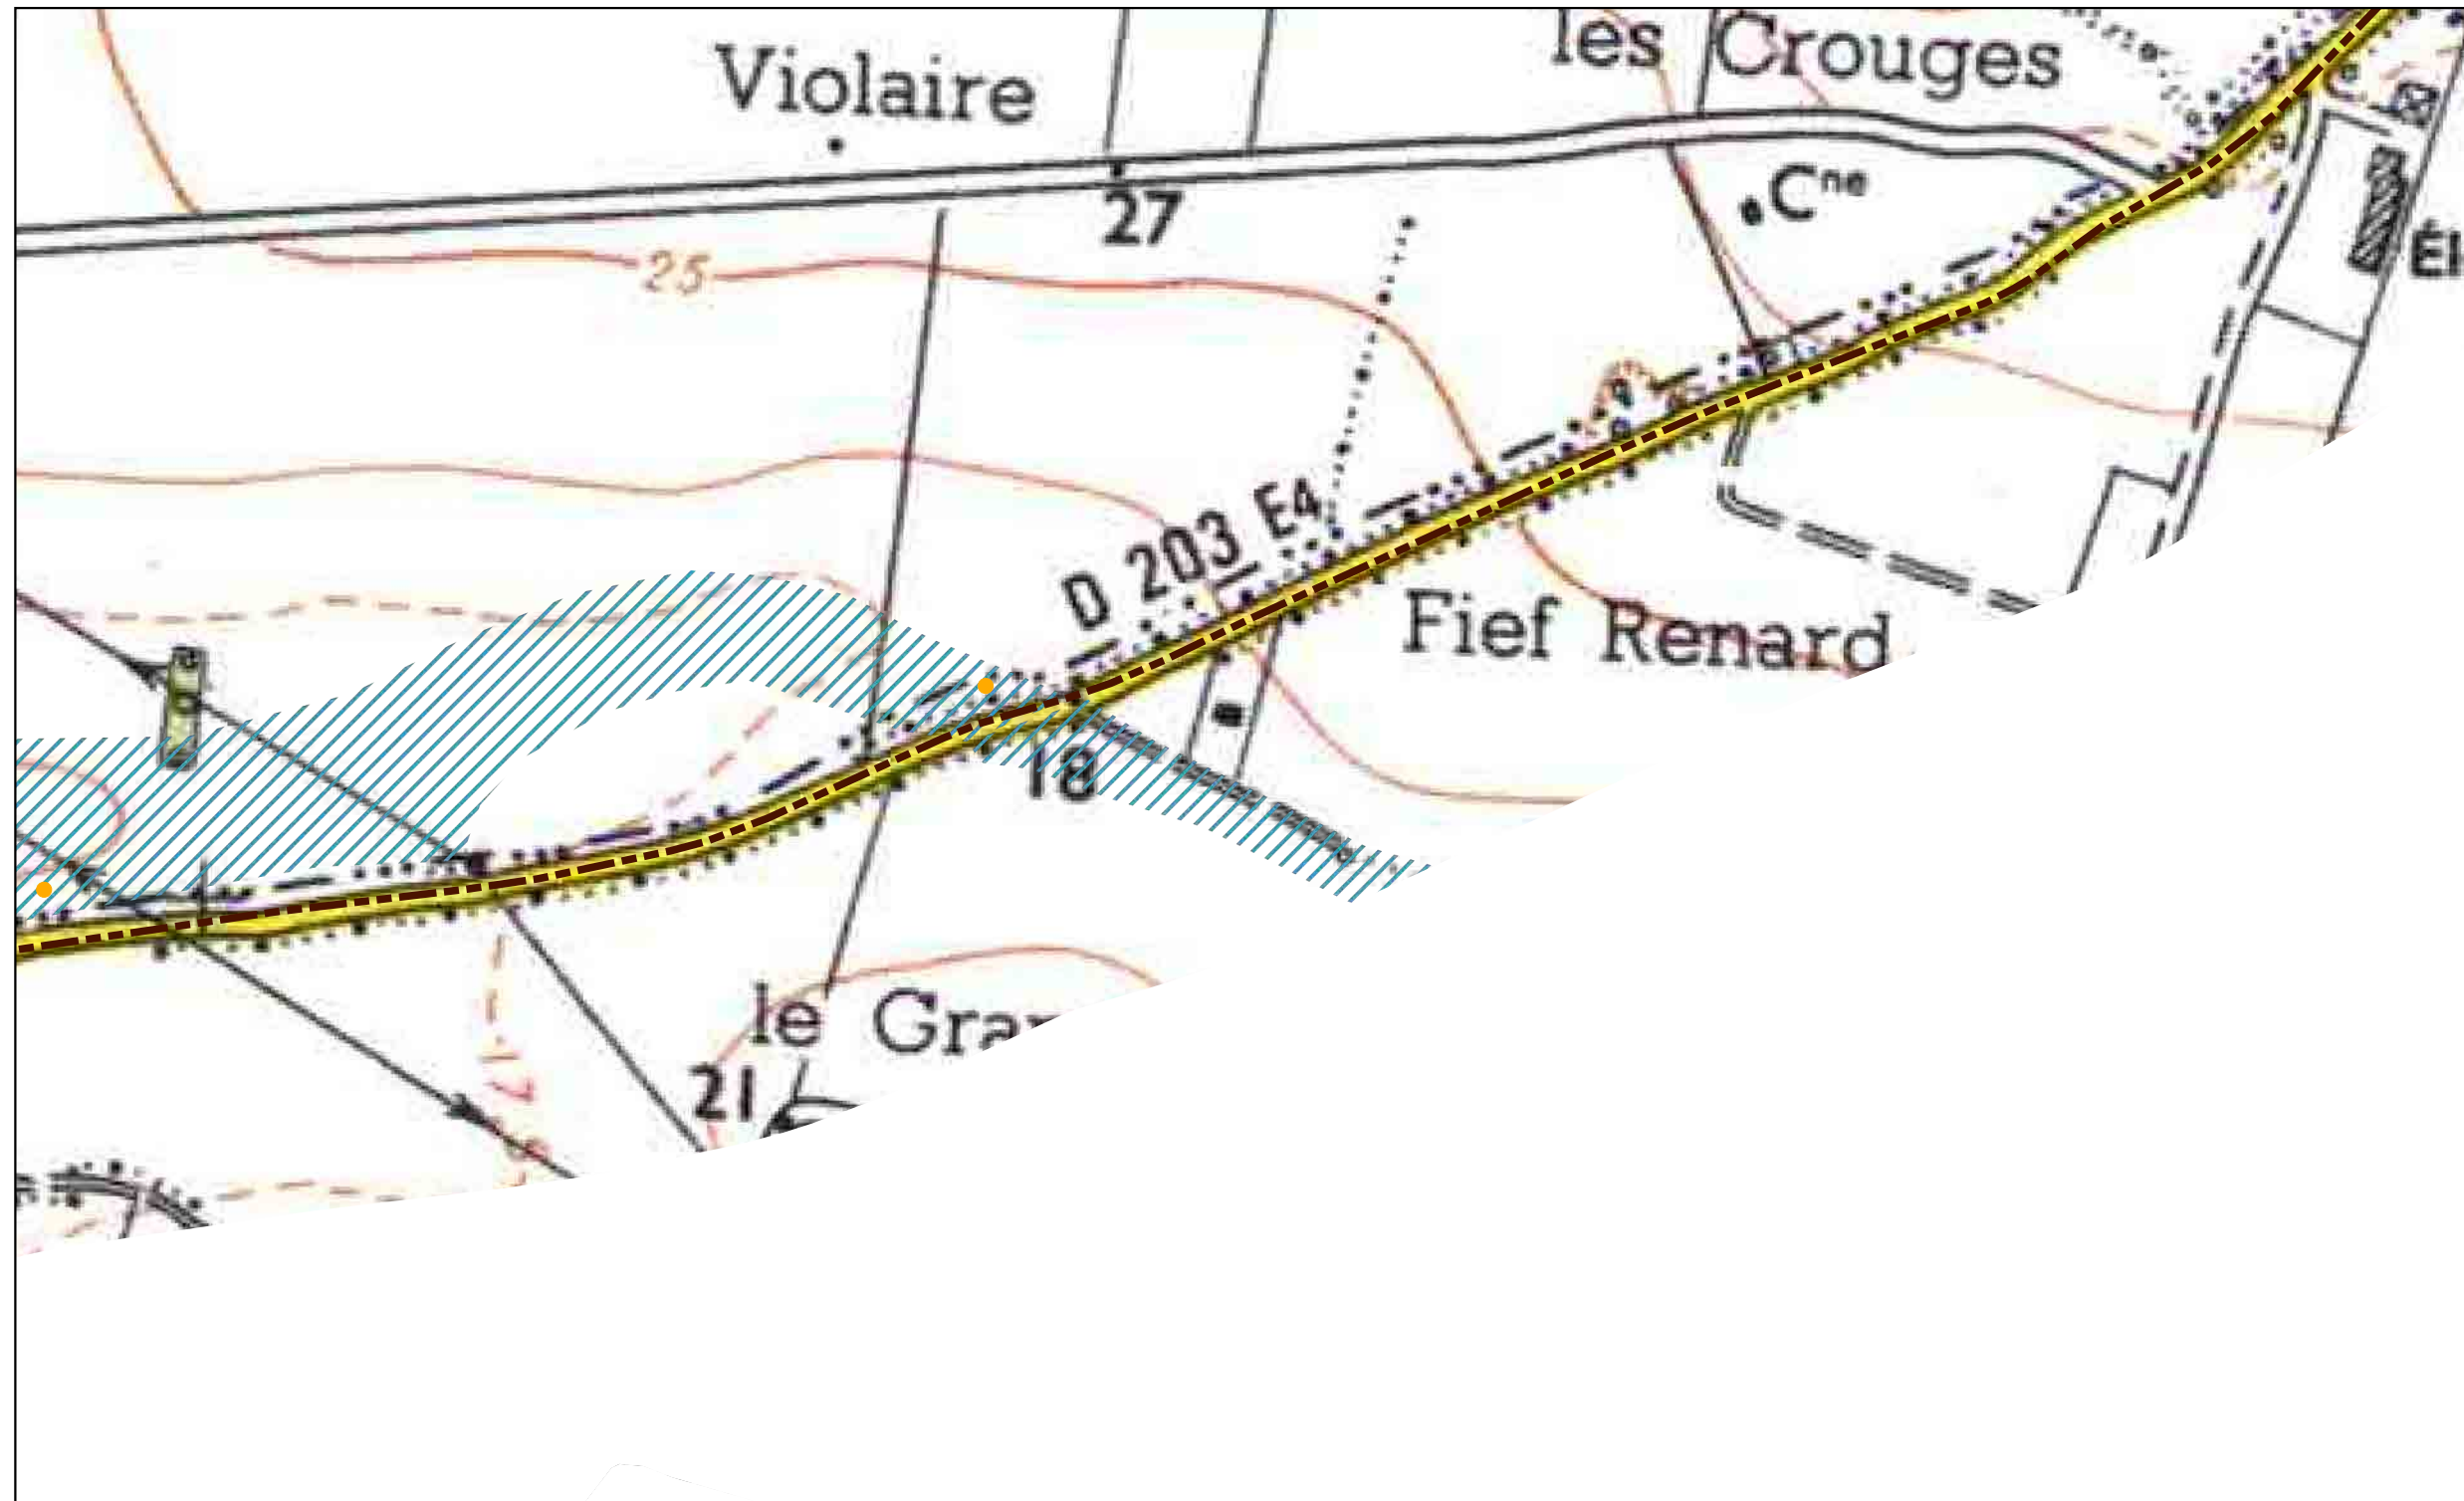 les Crouges
Violaire
Cne
27
25
D 203 E4
Fief Renard
18
le Gra
21